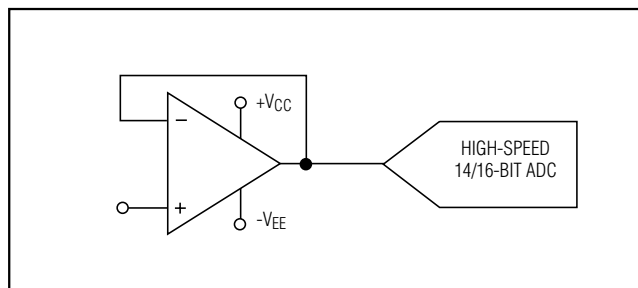 +VCC
−
HIGH-SPEED
14/16-BIT ADC
+
-VEE